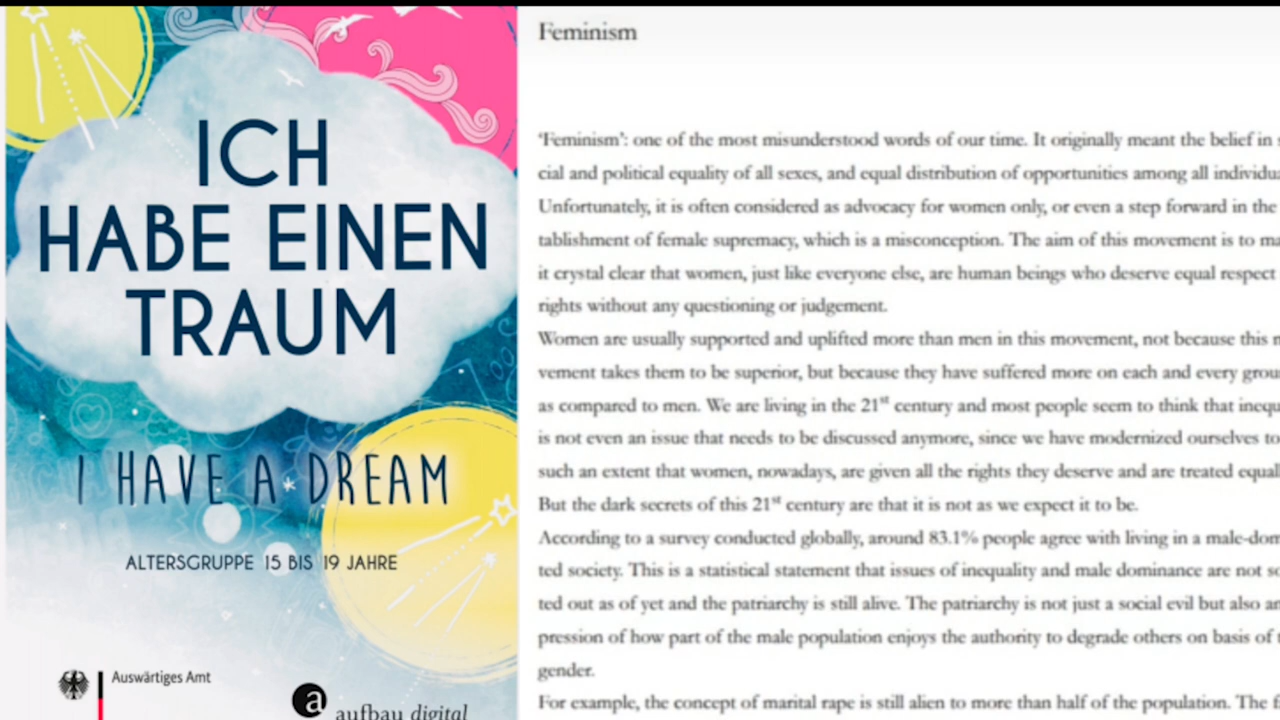 ICH
HABE EINEN
TRAUM
I HAVE A DREAM
ALTERSGRUPPE 15 BIS 19 JAHRE
Auswärtiges Amt
a
aufbau digital
Feminism
‘Feminism’: one of the most misunderstood words of our time. It originally meant the belief in
cial and political equality of all sexes, and equal distribution of opportunities among all individu
Unfortunately, it is often considered as advocacy for women only, or even a step forward in the
tablishment of female supremacy, which is a misconception. The aim of this movement is to ma
it crystal clear that women, just like everyone else, are human beings who deserve equal respect
rights without any questioning or judgement.
Women are usually supported and uplifted more than men in this movement, not because this
vement takes them to be superior, but because they have suffered more on each and every grou
as compared to men. We are living in the 21st century and most people seem to think that inequ
is not even an issue that needs to be discussed anymore, since we have modernized ourselves to
such an extent that women, nowadays, are given all the rights they deserve and are treated equal
But the dark secrets of this 21st century are that it is not as we expect it to be.
According to a survey conducted globally, around 83.1% people agree with living in a male-dom
ted society. This is a statistical statement that issues of inequality and male dominance are not so
ted out as of yet and the patriarchy is still alive. The patriarchy is not just a social evil but also
pression of how part of the male population enjoys the authority to degrade others on basis of
gender.
For example, the concept of marital rape is still alien to more than half of the population. The